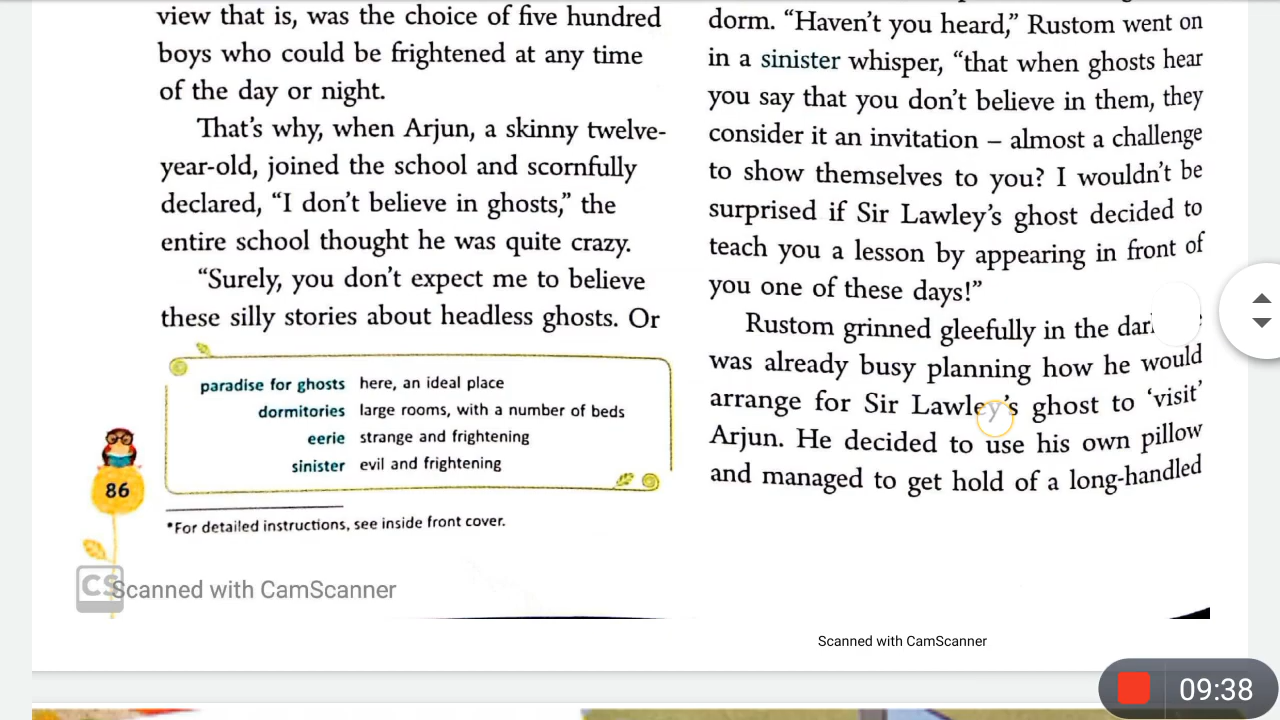 view that is, was the choice of five hundred
boys who could be frightened at any time
of the day or night.
That's why, when Arjun, a skinny twelve-
year-old, joined the school and scornfully
declared, “I don't believe in ghosts,” the
entire school thought he was quite crazy.
“Surely, you don't expect me to believe
these silly stories about headless ghosts. Or
paradise for ghosts here, an ideal place
dormitories large rooms, with a number of beds
eerie strange and frightening
sinister evil and frightening
86
*For detailed instructions, see inside front cover.
CS Scanned with CamScanner
dorm. “Haven't you heard,” Rustom went on
in a sinister whisper, “that when ghosts hear
you say that you don't believe in them, they
consider it an invitation – almost a challenge
to show themselves to you? I wouldn't be
surprised if Sir Lawley's ghost decided to
teach you a lesson by appearing in front of
you one of these days!”
Rustom grinned gleefully in the
was already busy planning how he would
arrange for Sir Lawley's ghost to ‘visit’
Arjun. He decided to use his own pillow
and managed to get hold of a long-handled
Scanned with CamScanner
09:38